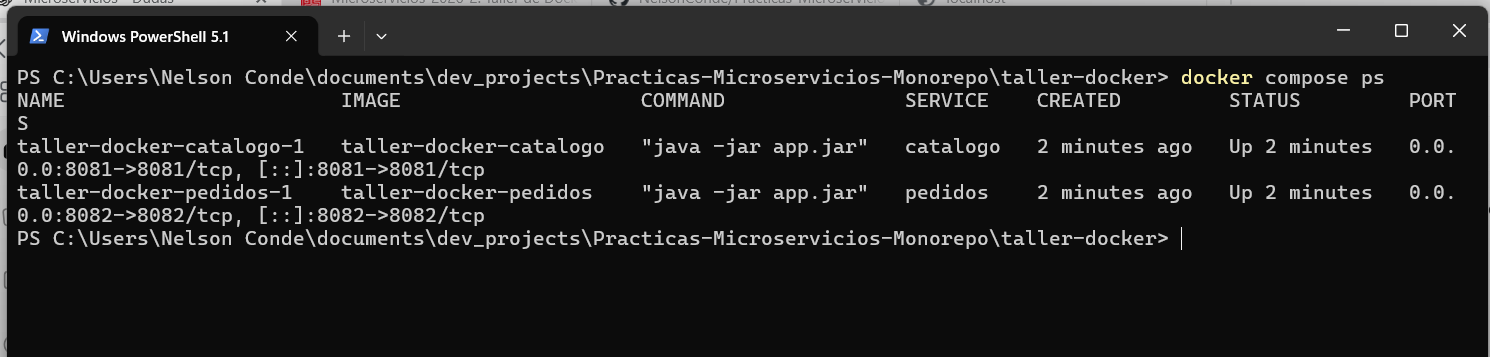 Windows PowerShell 5.1
PS C:\Users\Nelson Conde\documents\dev_projects\Practicas-Microservicios-Monorepo\taller-docker> docker compose ps
NAME                       IMAGE                    COMMAND               SERVICE    CREATED         STATUS         PORT
S
taller-docker-catalogo-1   taller-docker-catalogo   "java -jar app.jar"   catalogo   2 minutes ago   Up 2 minutes   0.0.
0.0:8081->8081/tcp, [::]:8081->8081/tcp
taller-docker-pedidos-1    taller-docker-pedidos    "java -jar app.jar"   pedidos    2 minutes ago   Up 2 minutes   0.0.
0.0:8082->8082/tcp, [::]:8082->8082/tcp
PS C:\Users\Nelson Conde\documents\dev_projects\Practicas-Microservicios-Monorepo\taller-docker>